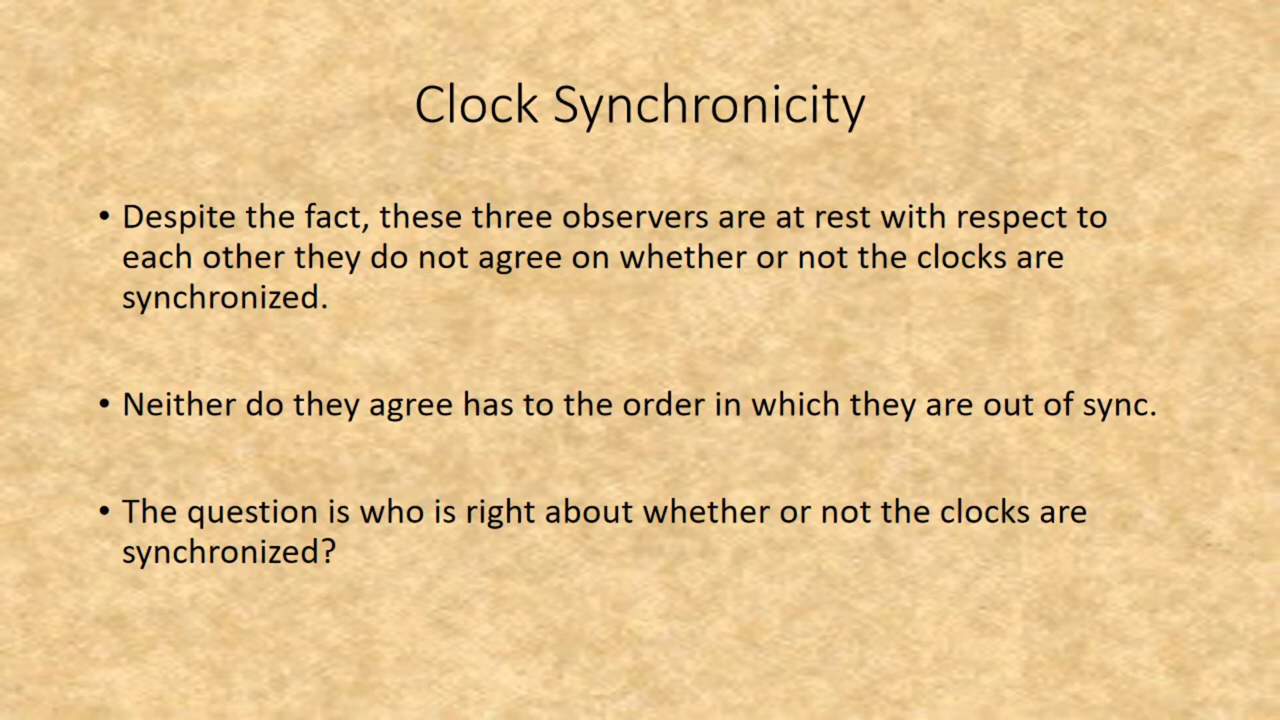 Clock Synchronicity
• Despite the fact, these three observers are at rest with respect to
each other they do not agree on whether or not the clocks are
synchronized.
• Neither do they agree has to the order in which they are out of sync.
• The question is who is right about whether or not the clocks are
synchronized?